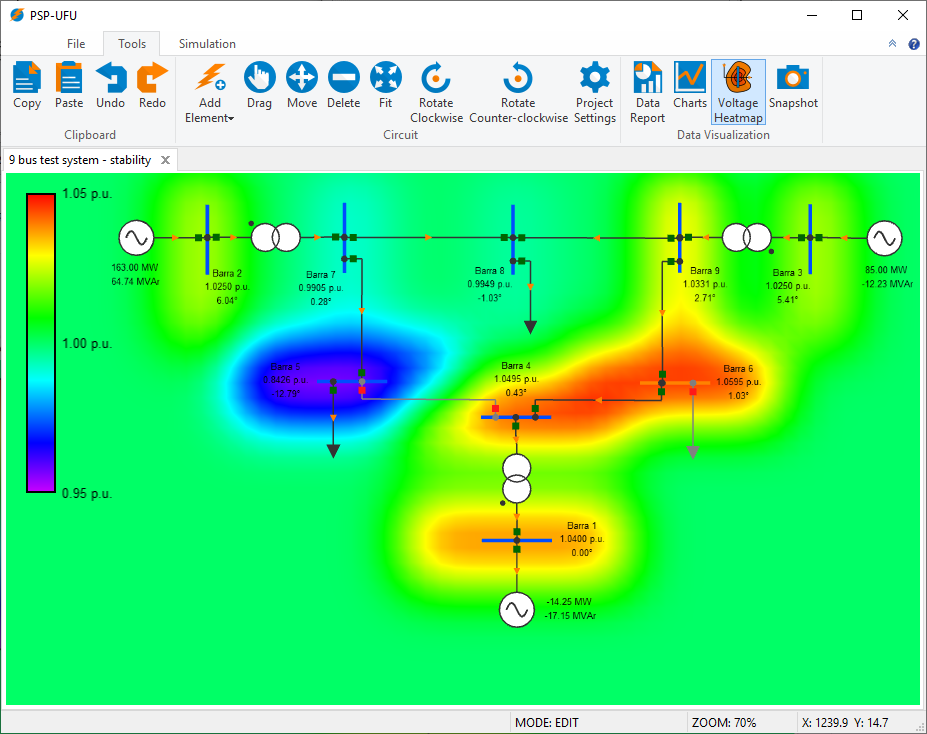 PSP-UFU
File Tools Simulation
Copy Paste Undo Redo
Add Element
Drag Move Delete Fit
Rotate Clockwise
Rotate Counter-clockwise
Project Settings
Data Report
Charts
Voltage Heatmap
Snapshot
Clipboard Circuit Data Visualization
9 bus test system - stability
1.05 p.u.
1.00 p.u.
0.95 p.u.
163.00 MW
64.74 MVAr
Barra 2
1.0250 p.u.
6.04°
Barra 7
0.9905 p.u.
0.28°
Barra 8
0.9949 p.u.
-1.03°
Barra 9
1.0331 p.u.
2.71°
Barra 3
1.0250 p.u.
5.41°
85.00 MW
-12.23 MVAr
Barra 5
0.8426 p.u.
-12.79°
Barra 4
1.0495 p.u.
0.43°
Barra 6
1.0595 p.u.
1.03°
Barra 1
1.0400 p.u.
0.00°
-14.25 MW
-17.15 MVAr
MODE: EDIT
ZOOM: 70%
X: 1239.9 Y: 14.7